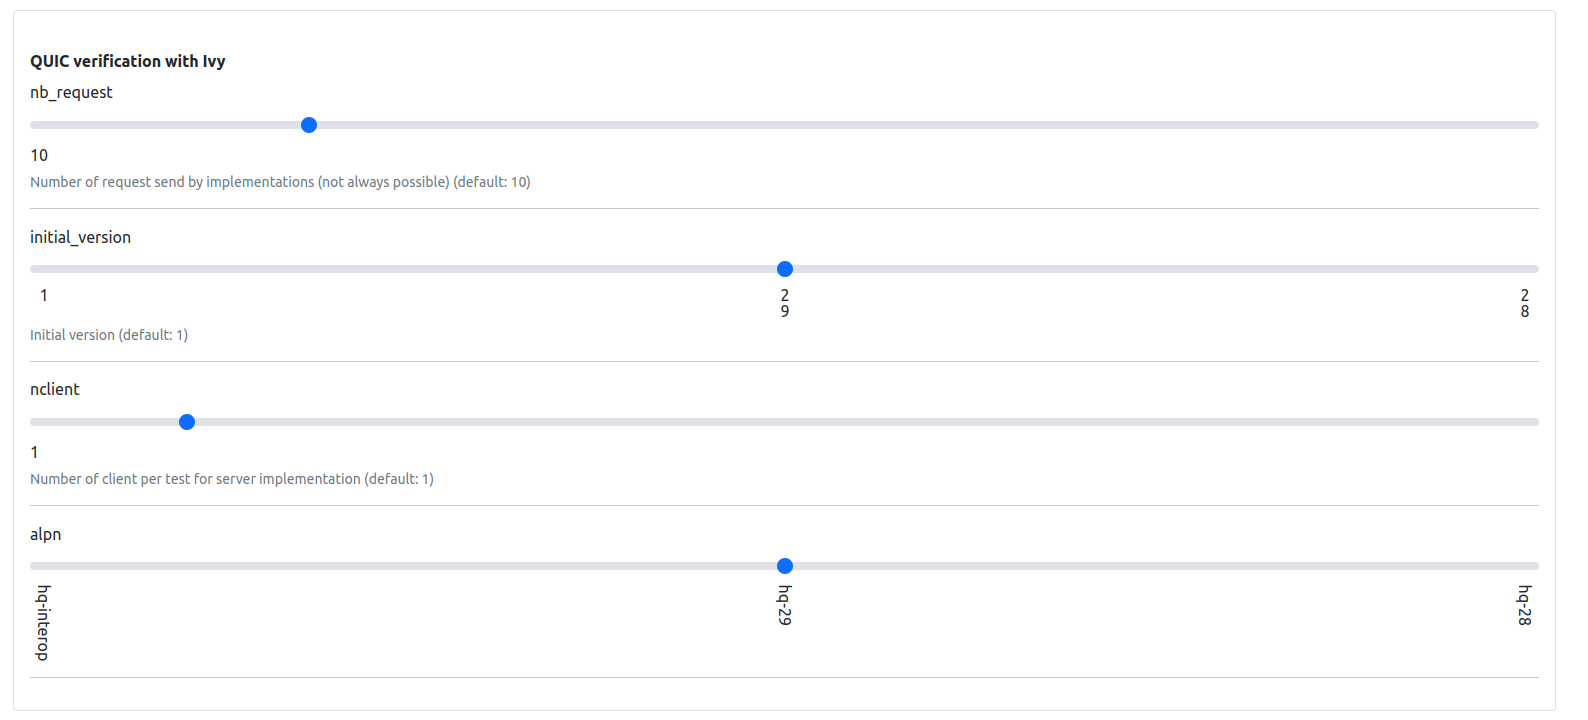 QUIC verification with Ivy
nb_request
10
Number of request send by implementations (not always possible) (default: 10)
initial_version
1
29
28
Initial version (default: 1)
nclient
1
Number of client per test for server implementation (default: 1)
alpn
hq-interop
hq-29
hq-28